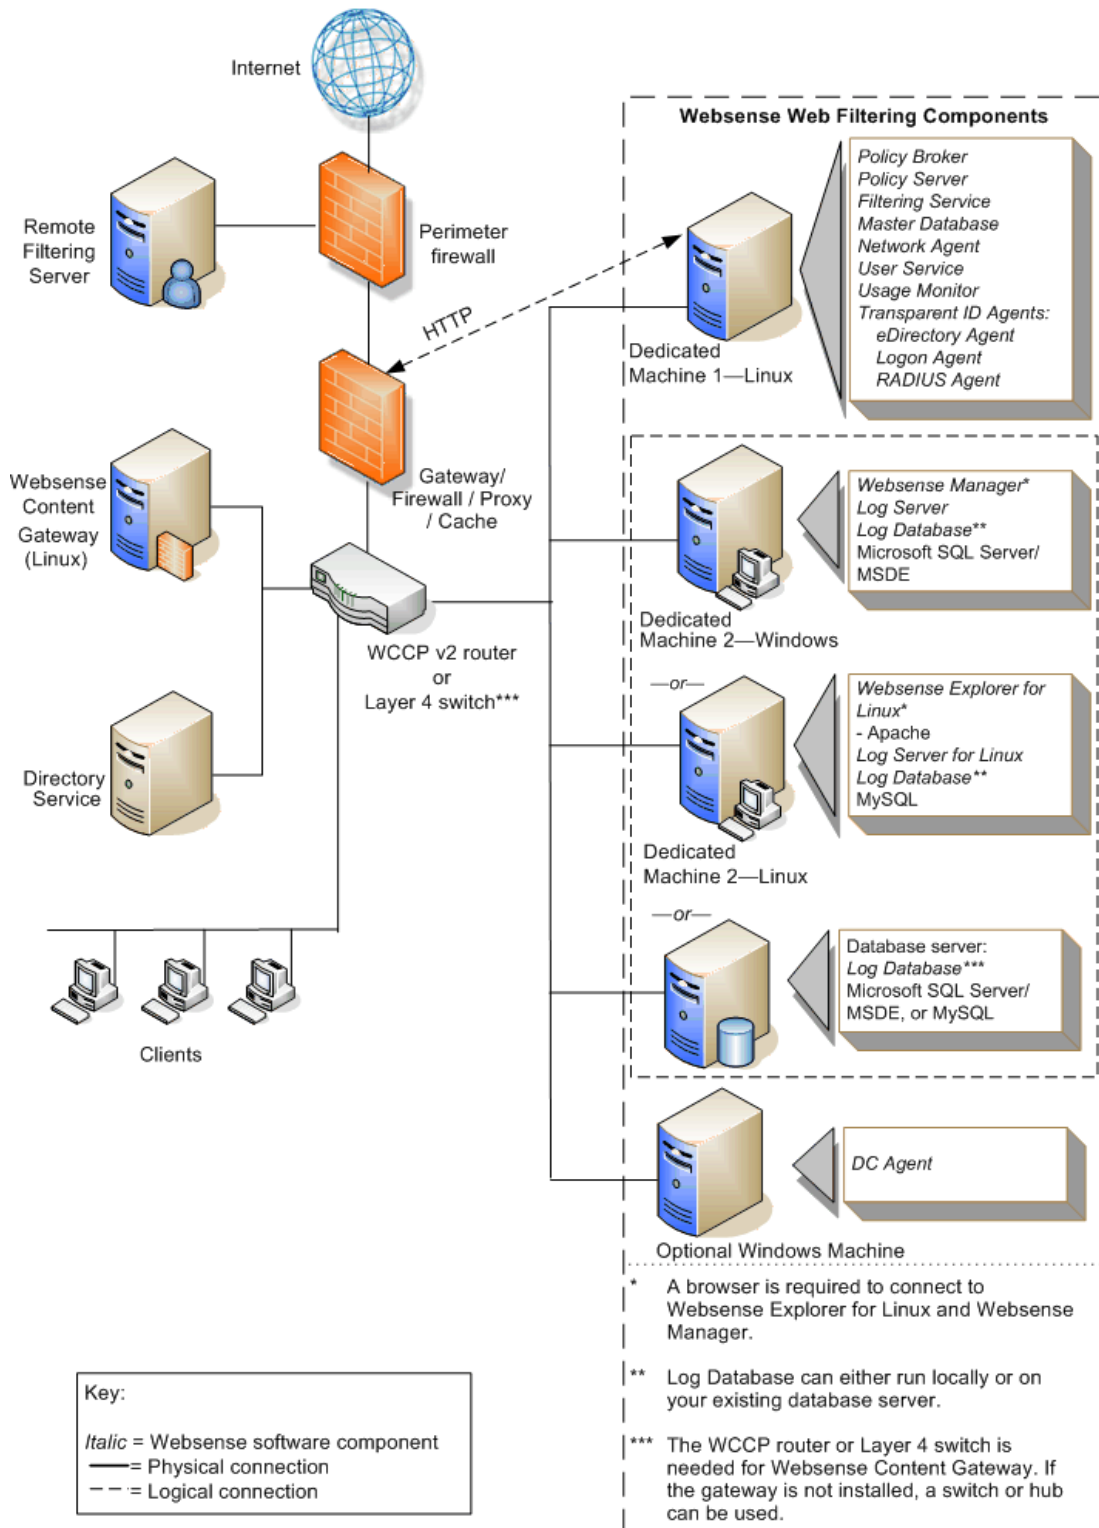 Internet
Remote
Filtering
Server
Perimeter
firewall
HTTP
Websense
Content
Gateway
(Linux)
Gateway/
Firewall / Proxy
/ Cache
WCCP v2 router
or
Layer 4 switch***
Directory
Service
Clients
Websense Web Filtering Components
Dedicated
Machine 1—Linux
Policy Broker
Policy Server
Filtering Service
Master Database
Network Agent
User Service
Usage Monitor
Transparent ID Agents:
eDirectory Agent
Logon Agent
RADIUS Agent
Dedicated
Machine 2—Windows
Websense Manager*
Log Server
Log Database**
Microsoft SQL Server/
MSDE
—or—
Dedicated
Machine 2—Linux
Websense Explorer for
Linux*
- Apache
Log Server for Linux
Log Database**
MySQL
—or—
Database server:
Log Database***
Microsoft SQL Server/
MSDE, or MySQL
DC Agent
Optional Windows Machine
* A browser is required to connect to
Websense Explorer for Linux and Websense
Manager.
** Log Database can either run locally or on
your existing database server.
*** The WCCP router or Layer 4 switch is
needed for Websense Content Gateway. If
the gateway is not installed, a switch or hub
can be used.
Key:
Italic = Websense software component
= Physical connection
= Logical connection